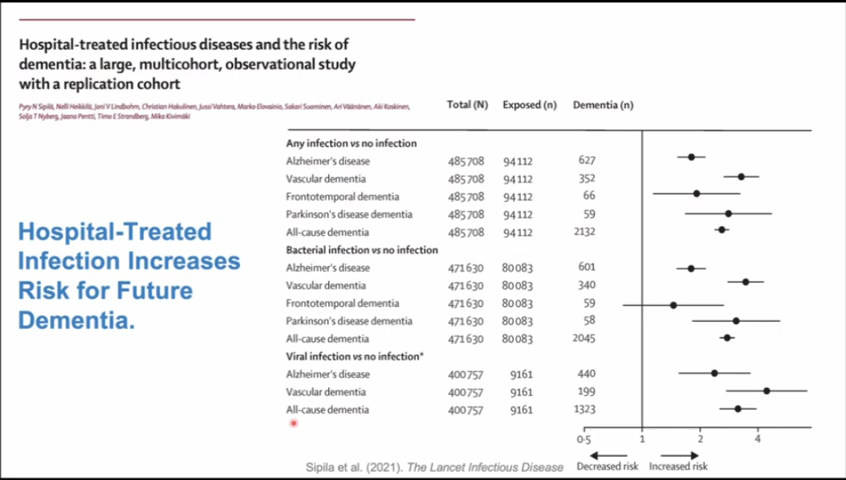 Hospital-treated infectious diseases and the risk of
dementia: a large, multicohort, observational study
with a replication cohort
Pyry N Sipilä, Nelli Heikkilä, Joni V Lindbohm, Christian Hakulinen, Jussi Vahtera, Marko Elovainio, Sakari Suominen, Ari Väänänen, Aki Koskinen,
Solja T Nyberg, Jaana Pentti, Timo E Strandberg, Mika Kivimäki
Hospital-Treated
Infection Increases
Risk for Future
Dementia.
Total (N) Exposed (n) Dementia (n)
Any infection vs no infection
Alzheimer's disease 485708 94112 627
Vascular dementia 485708 94112 352
Frontotemporal dementia 485708 94112 66
Parkinson's disease dementia 485708 94112 59
All-cause dementia 485708 94112 2132
Bacterial infection vs no infection
Alzheimer's disease 471630 80083 601
Vascular dementia 471630 80083 340
Frontotemporal dementia 471630 80083 59
Parkinson's disease dementia 471630 80083 58
All-cause dementia 471630 80083 2045
Viral infection vs no infection*
Alzheimer's disease 400757 9161 440
Vascular dementia 400757 9161 199
All-cause dementia 400757 9161 1323
0·5 1 2 4
Decreased risk Increased risk
Sipila et al. (2021). The Lancet Infectious Disease